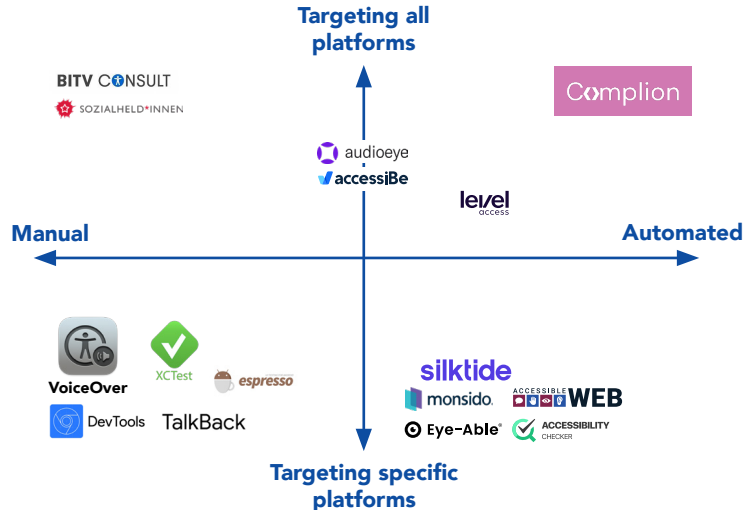 Targeting all
platforms
BITV CONSULT
SOZIALHELD*INNEN
Complion
audioeye
accessiBe
level
access
Manual
Automated
VoiceOver
XCTest
espresso
DevTools
TalkBack
silktide
monsido.
ACCESSIBLE
WEB
Eye-Able®
ACCESSIBILITY
CHECKER
Targeting specific
platforms